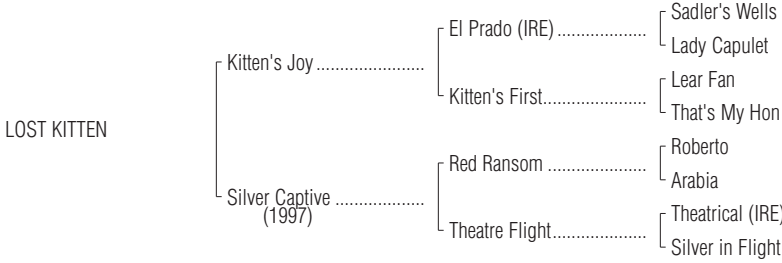 Sadler's Wells
El Prado (IRE)...................
Lady Capulet
Kitten's Joy.......................
Lear Fan
Kitten's First......................
That's My Hon
LOST KITTEN
Roberto
Red Ransom .....................
Arabia
Silver Captive ...................
(1997)
Theatrical (IRE)
Theatre Flight....................
Silver in Flight